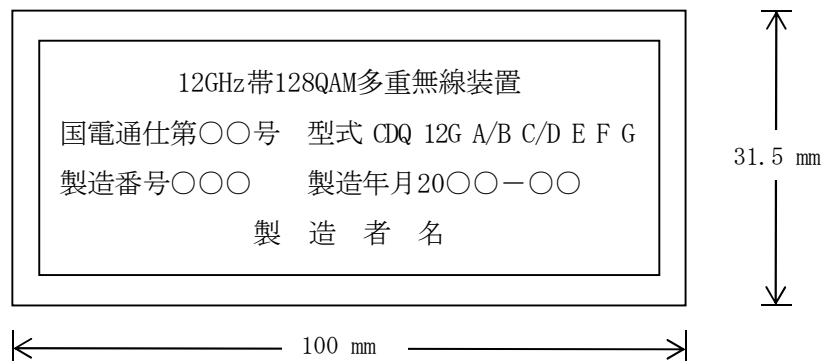 12GHz帯128QAM多重無線装置
国電通仕第○○号 型式 CDQ 12G A/B C/D E F G
製造番号○○○ 製造年月20○○－○○
製 造 者 名
31.5 mm
100 mm